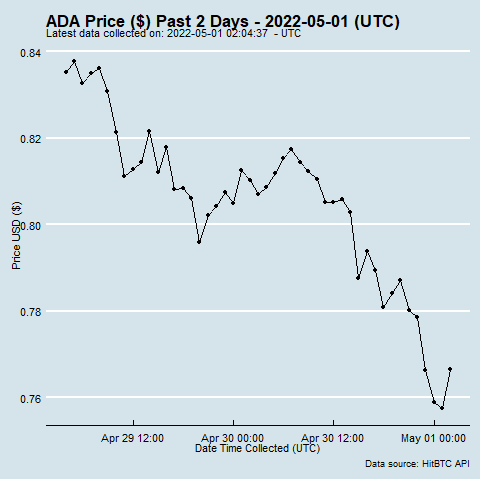 ADA Price ($) Past 2 Days - 2022-05-01 (UTC)
Latest data collected on: 2022-05-01 02:04:37  - UTC
0.84
0.82
0.80
0.78
0.76
Price USD ($)
Apr 29 12:00 Apr 30 00:00 Apr 30 12:00 May 01 00:00
Date Time Collected (UTC)
Data source: HitBTC API